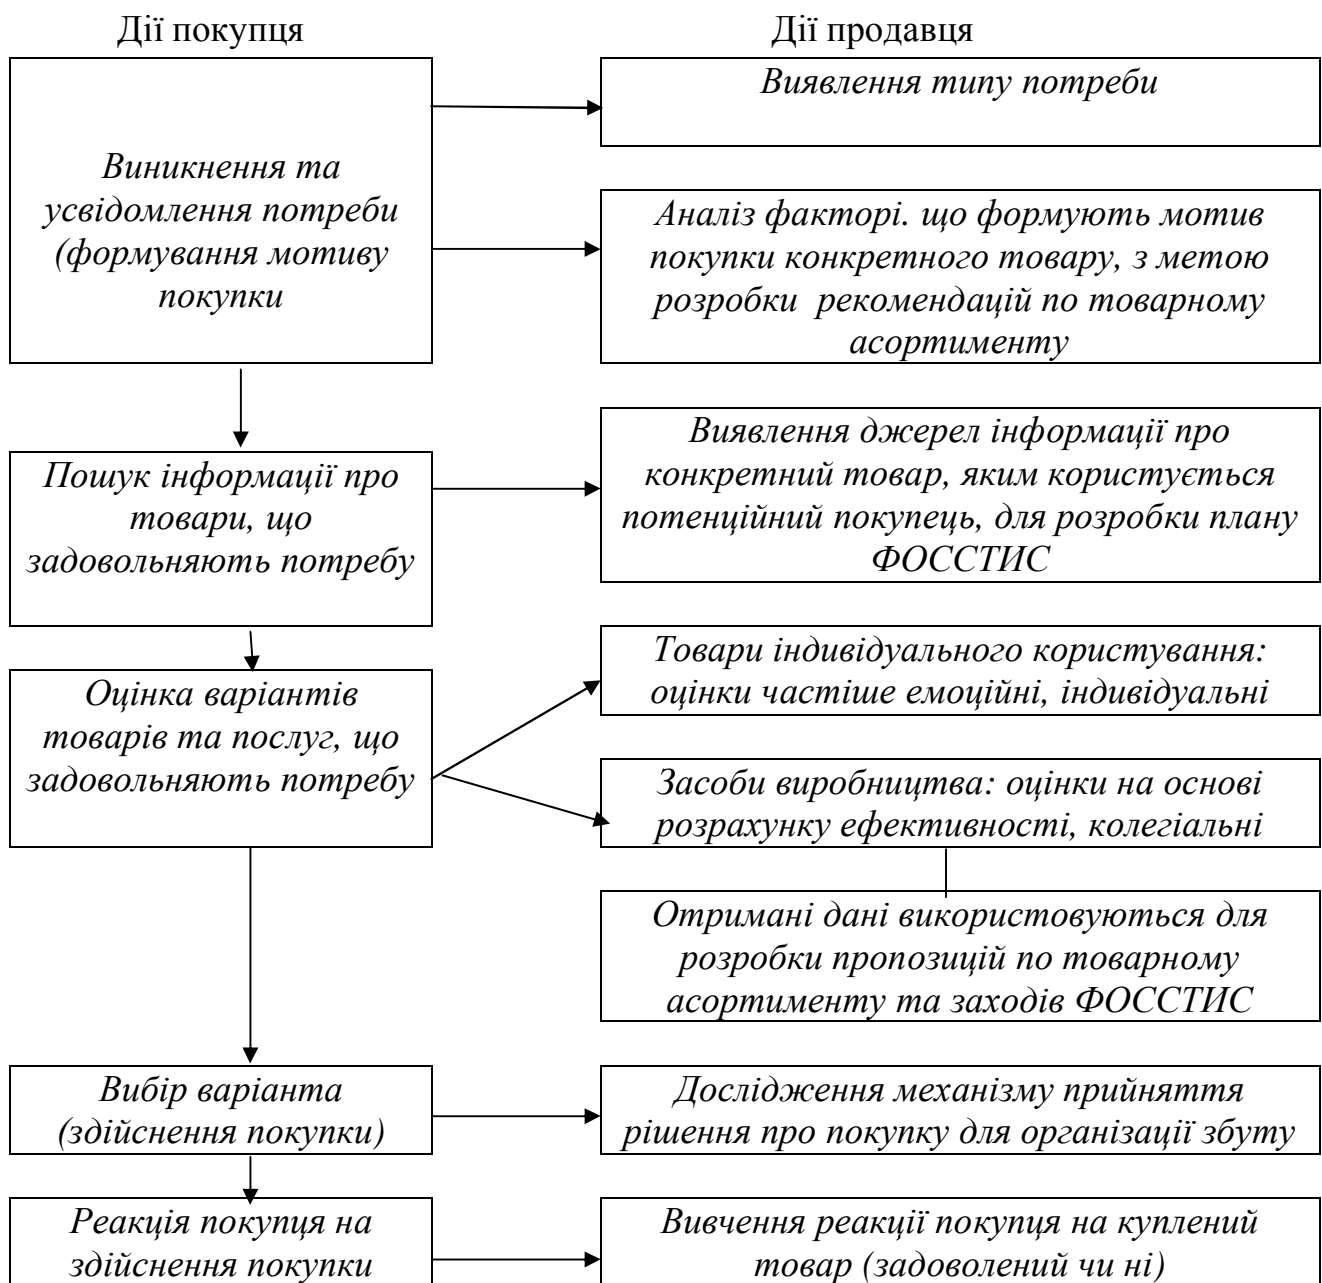 Дії покупця
Дії продавця
Виникнення та
усвідомлення потреби
(формування мотиву
покупки
Виявлення типу потреби
Аналіз факторі. що формують мотив
покупки конкретного товару, з метою
розробки рекомендацій по товарному
асортименту
Пошук інформації про
товари, що
задовольняють потребу
Виявлення джерел інформації про
конкретний товар, яким користується
потенційний покупець, для розробки плану
ФОССТИС
Оцінка варіантів
товарів та послуг, що
задовольняють потребу
Товари індивідуального користування:
оцінки частіше емоційні, індивідуальні
Засоби виробництва: оцінки на основі
розрахунку ефективності, колегіальні
Отримані дані використовуються для
розробки пропозицій по товарному
асортименту та заходів ФОССТИС
Вибір варіанта
(здійснення покупки)
Дослідження механізму прийняття
рішення про покупку для організації збуту
Реакція покупця на
здійснення покупки
Вивчення реакції покупця на куплений
товар (задоволений чи ні)